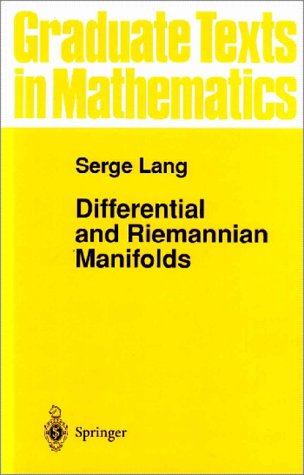 Graduate Texts
in Mathematics
Serge Lang
Differential
and Riemannian
Manifolds
Springer